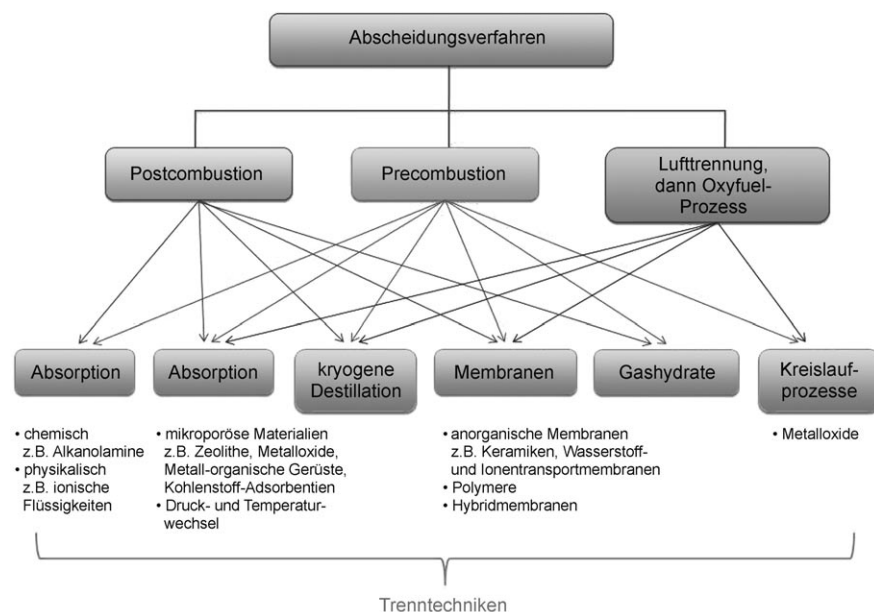 Abscheidungsverfahren
Postcombustion
Precombustion
Lufttrennung,
dann Oxyfuel-
Prozess
Absorption
Absorption
kryogene
Destillation
Membranen
Gashydrate
Kreislauf-
prozesse
• chemisch
z.B. Alkanolamine
• physikalisch
z.B. ionische
Flüssigkeiten
• mikroporöse Materialien
z.B. Zeolithe, Metalloxide,
Metall-organische Gerüste,
Kohlenstoff-Adsorbentien
• Druck- und Temperatur-
wechsel
• anorganische Membranen
z.B. Keramiken, Wasserstoff-
und Ionentransportmembranen
• Polymere
• Hybridmembranen
• Metalloxide
Trenntechniken